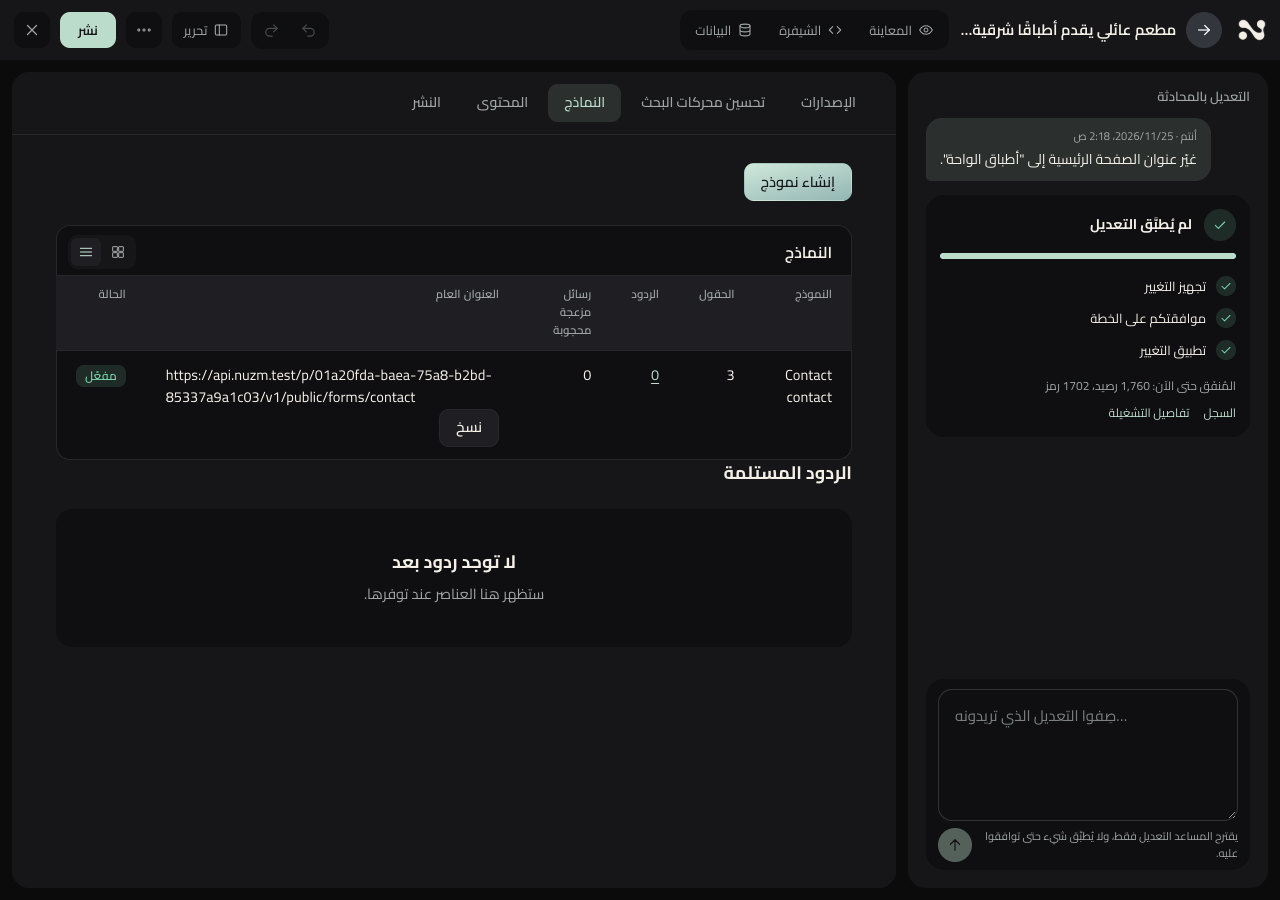 مطعم عائلي يقدم أطباقًا شرقية...
المعاينة
الشيفرة
البيانات
تحرير
نشر
التعديل بالمحادثة
أنتم · 2026/11/25، 2:18 ص
غيّر عنوان الصفحة الرئيسية إلى "أطباق الواحة".
لم يُطبَّق التعديل
تجهيز التغيير
موافقتكم على الخطة
تطبيق التغيير
المُنفَق حتى الآن: 1,760 رصيد، 1702 رمز
السجل
تفاصيل التشغيلة
صِفوا التعديل الذي تريدونه...
يقترح المساعد التعديل فقط، ولا يُطبَّق شيء حتى توافقوا
عليه.
الإصدارات
تحسين محركات البحث
النماذج
المحتوى
النشر
إنشاء نموذج
النماذج
النموذج
الحقول
الردود
رسائل
مزعجة
محجوبة
العنوان العام
الحالة
Contact
contact
3
0
0
https://api.nuzm.test/p/01a20fda-baea-75a8-b2bd-
85337a9a1c03/v1/public/forms/contact
نسخ
مفعّل
الردود المستلمة
لا توجد ردود بعد
ستظهر هنا العناصر عند توفرها.